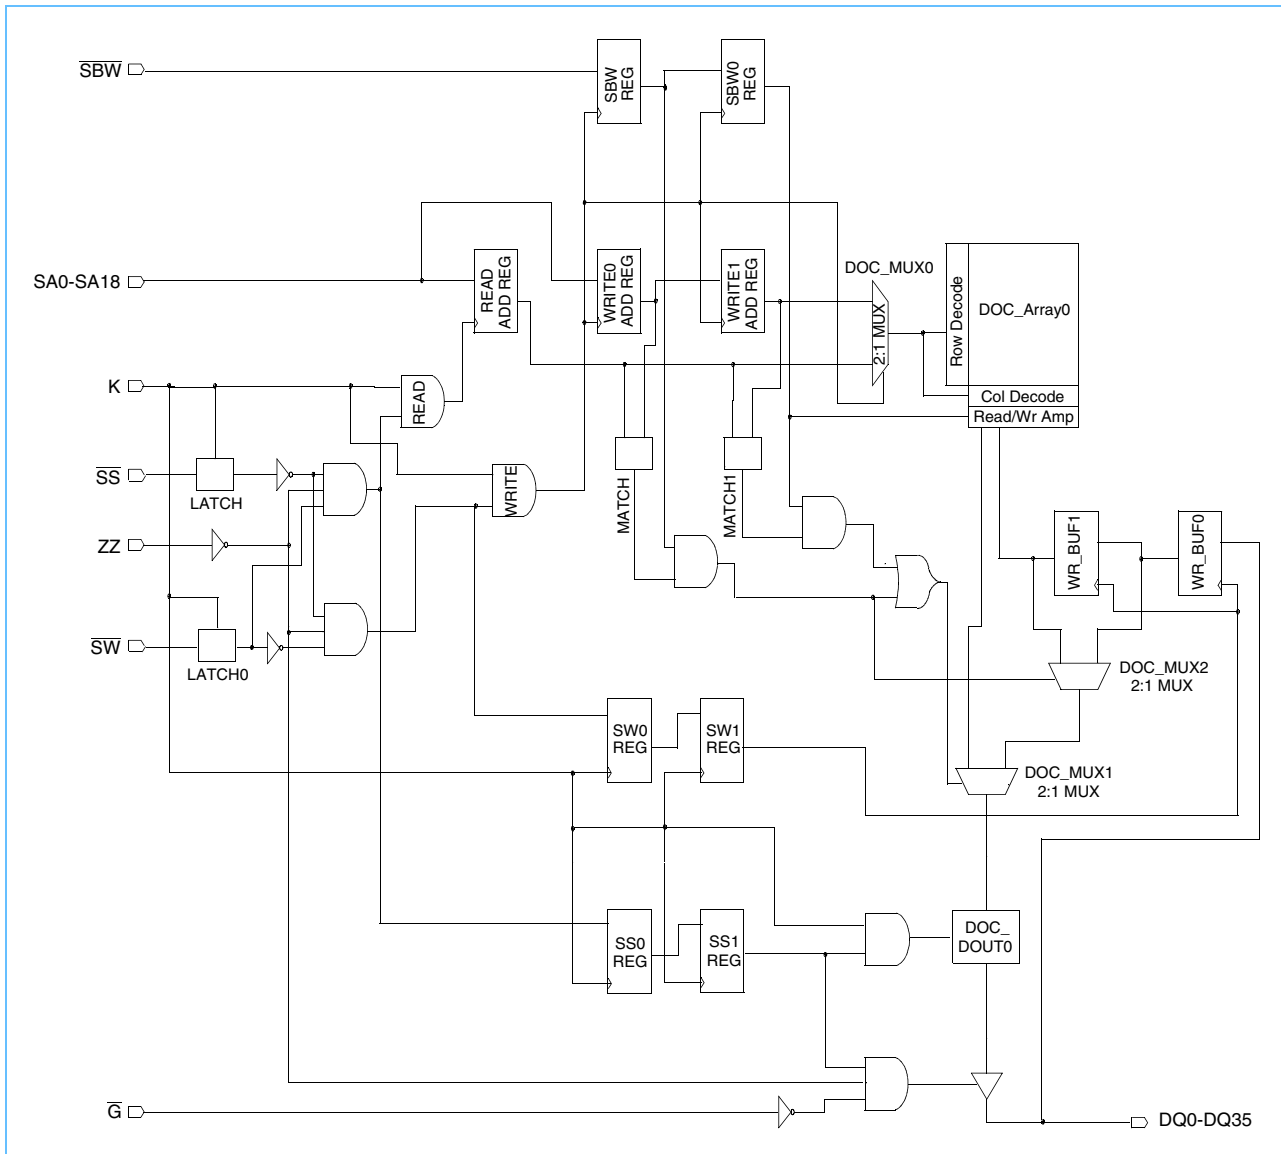 SBW
SBW
REG
SBW0
REG
SA0-SA18
READ
ADD REG
WRITE0
ADD REG
WRITE1
ADD REG
DOC_MUX0
2:1 MUX
Row Decode
DOC_Array0
Col Decode
Read/Wr Amp
K
READ
SS
LATCH
WRITE
MATCH
MATCH1
ZZ
WR_BUF1
WR_BUF0
SW
LATCH0
DOC_MUX2
2:1 MUX
SW0
REG
SW1
REG
DOC_MUX1
2:1 MUX
SS0
REG
SS1
REG
DOC_
DOUT0
G
DQ0-DQ35